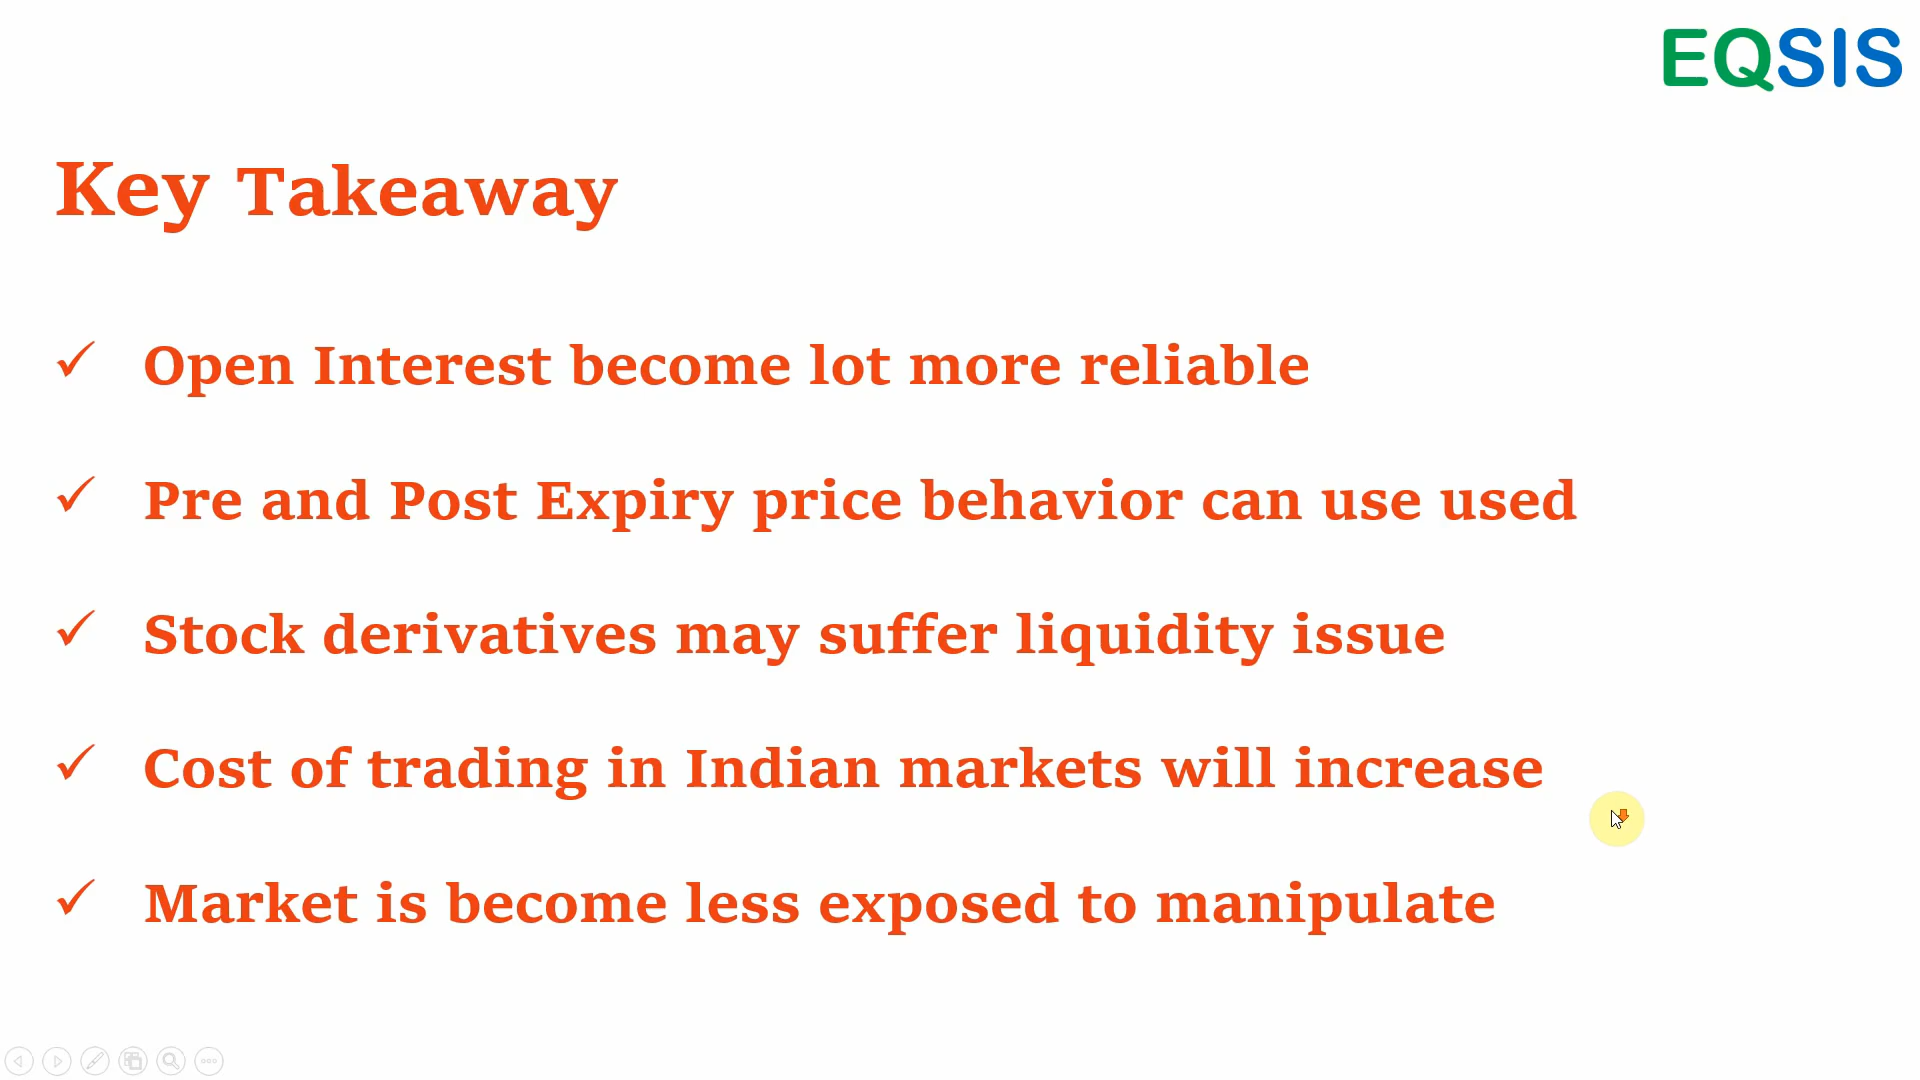 EQSIS
Key Takeaway
Open Interest become lot more reliable
Pre and Post Expiry price behavior can use used
Stock derivatives may suffer liquidity issue
Cost of trading in Indian markets will increase
Market is become less exposed to manipulate